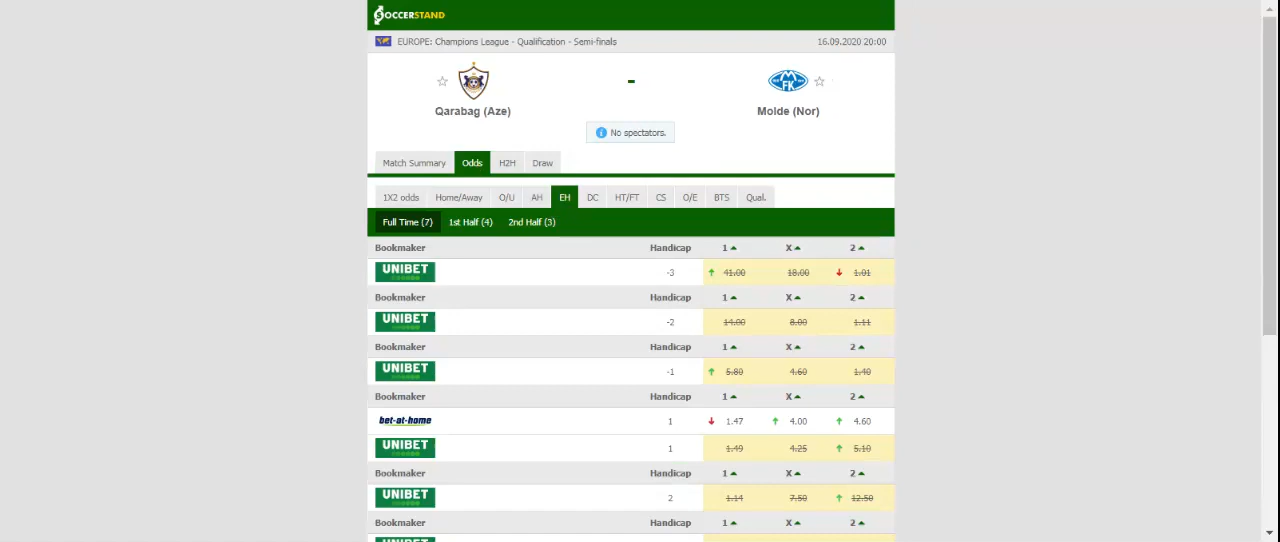 SOCCERSTAND
EUROPE: Champions League - Qualification - Semi-finals 16.09.2020 20:00
-
Qarabag (Aze) Molde (Nor)
No spectators.
Match Summary Odds H2H Draw
1X2 odds Home/Away O/U AH EH DC HT/FT CS O/E BTS Qual.
Full Time (7) 1st Half (4) 2nd Half (3)
Bookmaker Handicap 1 X 2
UNIBET -3 41.00 18.00 1.01
Bookmaker Handicap 1 X 2
UNIBET -2 14.00 8.00 1.11
Bookmaker Handicap 1 X 2
UNIBET -1 5.80 4.60 1.40
Bookmaker Handicap 1 X 2
bet-at-home 1 1.47 4.00 4.60
UNIBET 1 1.49 4.25 5.10
Bookmaker Handicap 1 X 2
UNIBET 2 1.14 7.50 12.50
Bookmaker Handicap 1 X 2